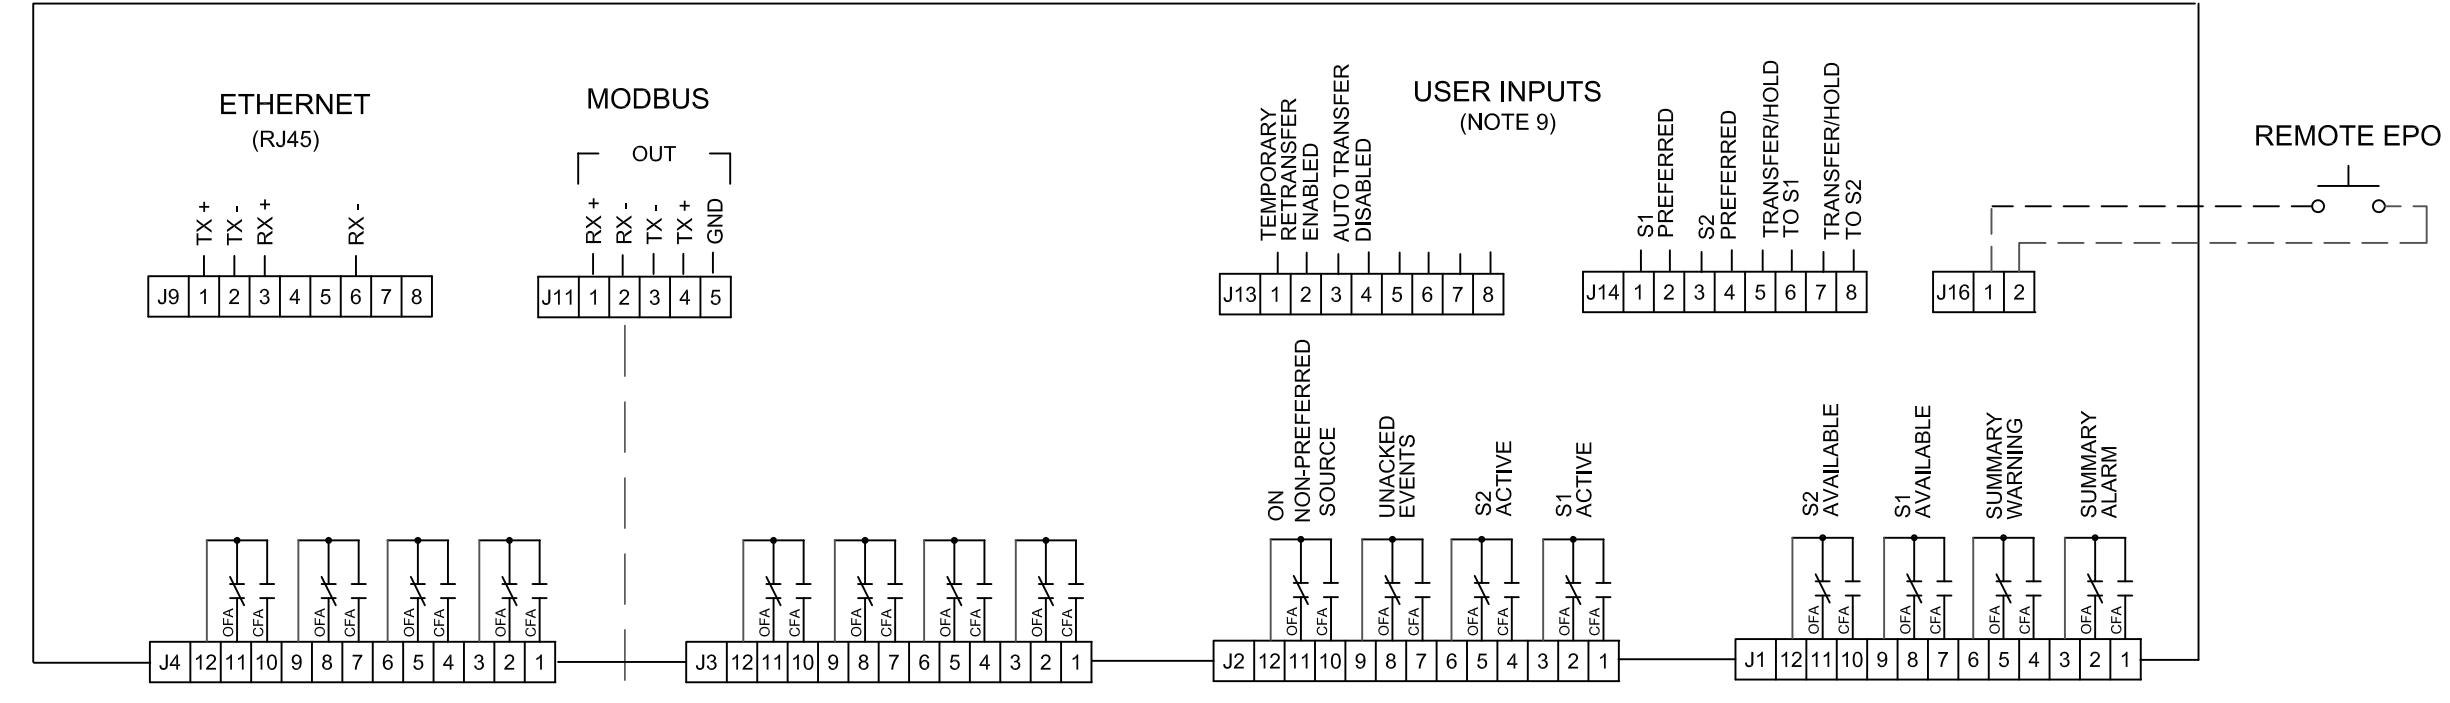 ETHERNET
(RJ45)
TX +
TX -
RX +
RX -
J9 1 2 3 4 5 6 7 8
MODBUS
OUT
RX +
RX -
TX -
TX +
GND
J11 1 2 3 4 5
USER INPUTS
(NOTE 9)
TEMPORARY
RETRANSFER
ENABLED
AUTO TRANSFER
DISABLED
J13 1 2 3 4 5 6 7 8
S1
PREFERRED
S2
PREFERRED
TRANSFER/HOLD
TO S1
TRANSFER/HOLD
TO S2
J14 1 2 3 4 5 6 7 8
REMOTE EPO
J16 1 2
OFA CFA OFA CFA OFA CFA OFA CFA
J4 12 11 10 9 8 7 6 5 4 3 2 1
OFA CFA OFA CFA OFA CFA OFA CFA
J3 12 11 10 9 8 7 6 5 4 3 2 1
ON
NON-PREFERRED
SOURCE
UNACKED
EVENTS
S2
ACTIVE
S1
ACTIVE
OFA CFA OFA CFA OFA CFA OFA CFA
J2 12 11 10 9 8 7 6 5 4 3 2 1
S2
AVAILABLE
S1
AVAILABLE
SUMMARY
WARNING
SUMMARY
ALARM
OFA CFA OFA CFA OFA CFA OFA CFA
J1 12 11 10 9 8 7 6 5 4 3 2 1